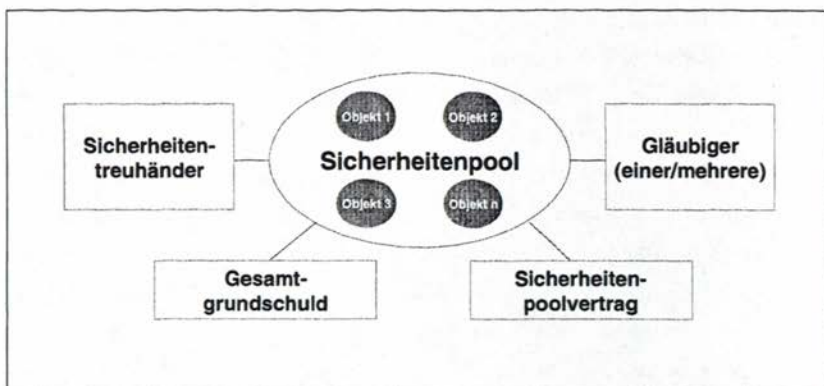 Objekt 1
Objekt 2
Sicherheiten-
treuhänder
Sicherheitenpool
Gläubiger
(einer/mehrere)
Objekt 3
Objekt n
Gesamt-
grundschuld
Sicherheiten-
poolvertrag